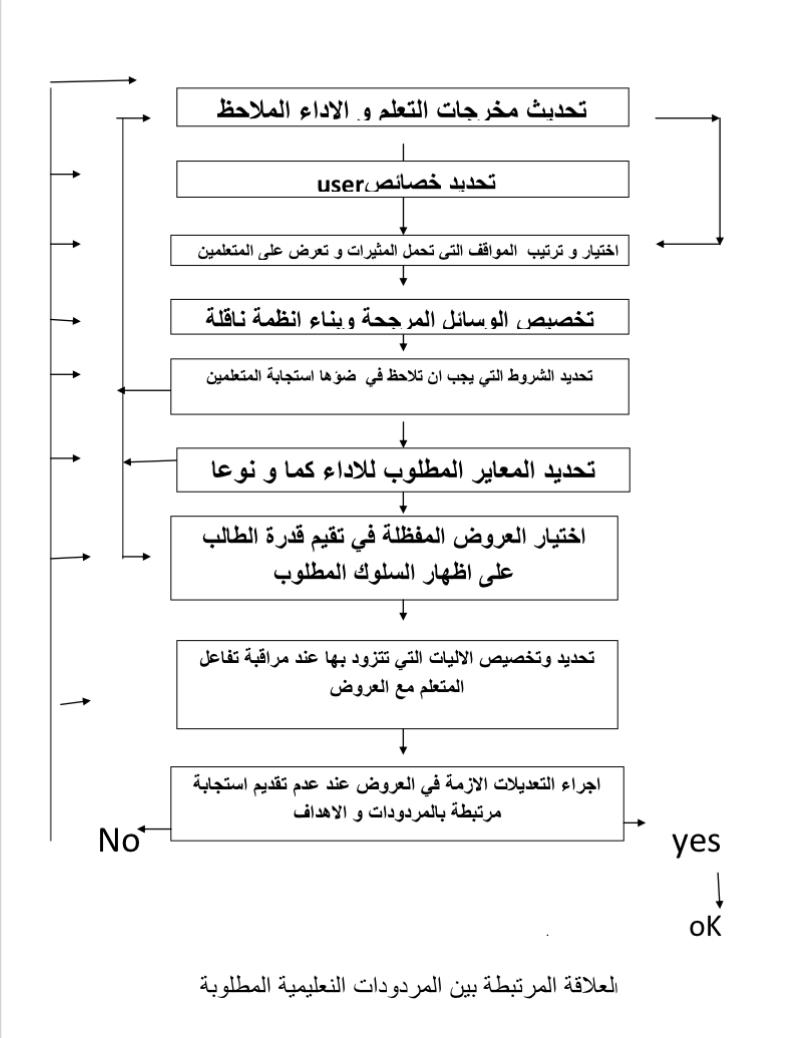 تحديث مخرجات التعلم و الاداء الملاحظ
تحديد خصائصuser
اختيار و ترتيب المواقف التي تحمل المثيرات و تعرض على المتعلمين
تخصيص الوسائل المرجحة وبناء انظمة ناقلة
تحديد الشروط التي يجب ان تلاحظ في ضؤها استجابة المتعلمين
تحديد المعاير المطلوب للاداء كما و نوعا
اختيار العروض المفظلة في تقيم قدرة الطالب
على اظهار السلوك المطلوب
تحديد وتخصيص الاليات التي تتزود بها عند مراقبة تفاعل
المتعلم مع العروض
اجراء التعديلات الازمة في العروض عند عدم تقديم استجابة
مرتبطة بالمردودات و الاهداف
No
yes
oK
العلاقة المرتبطة بين المردودات النعليمية المطلوبة